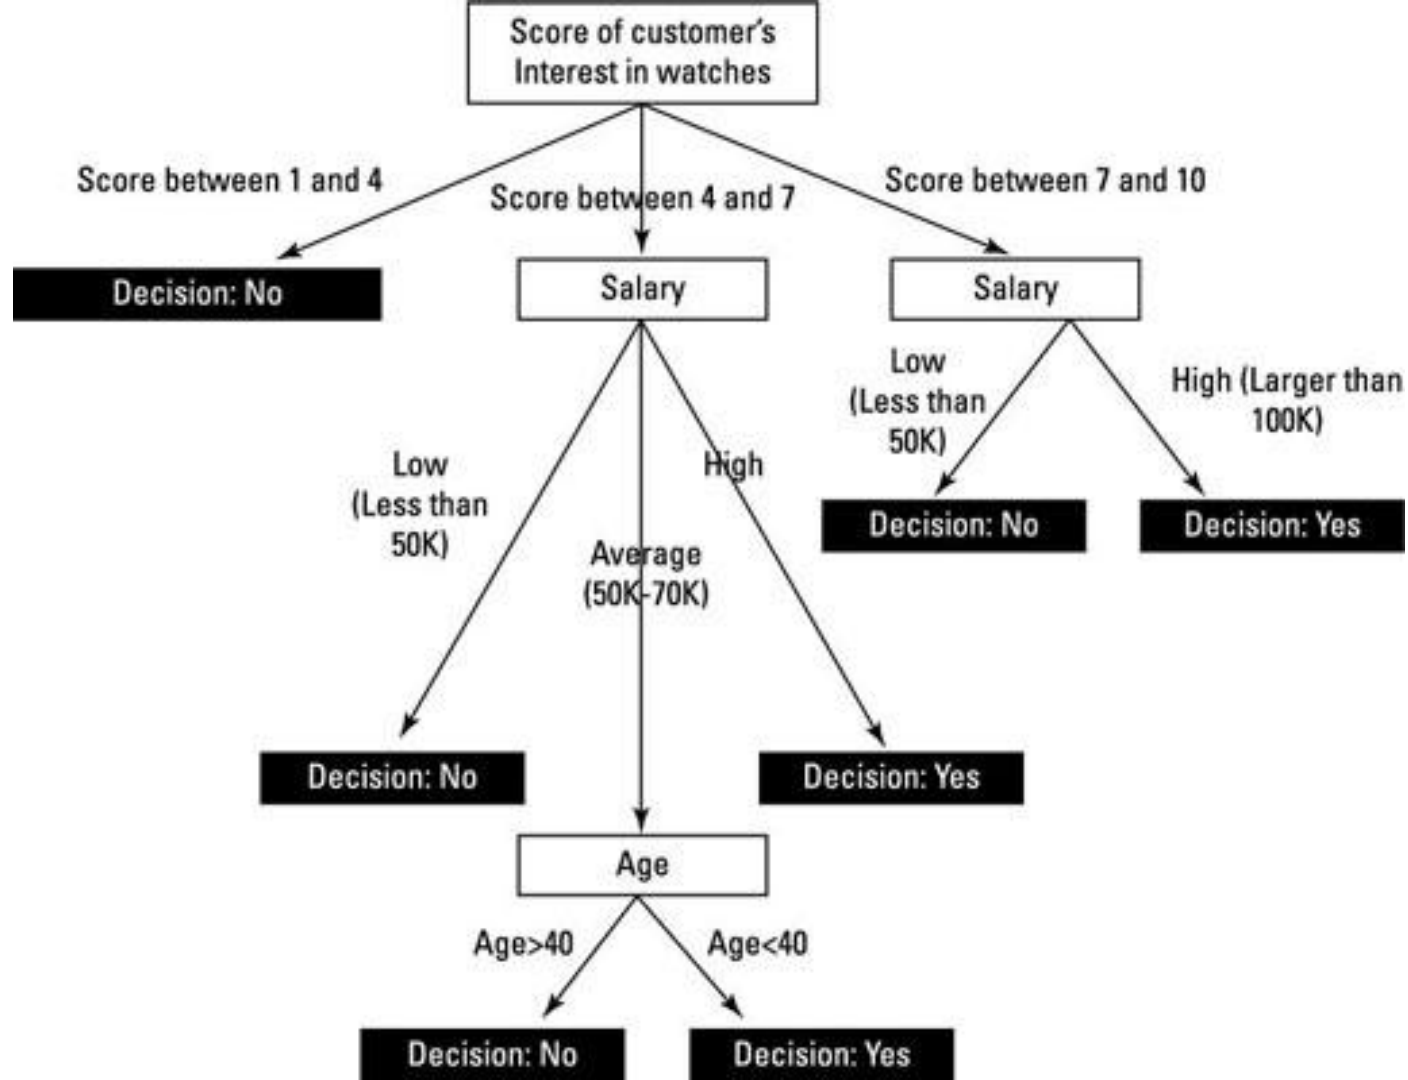 Score of customer's
Interest in watches
Score between 1 and 4
Score between 4 and 7
Score between 7 and 10
Decision: No
Salary
Salary
Low
(Less than
50K)
High (Larger than
100K)
Low
(Less than
50K)
High
Average
(50K-70K)
Decision: No
Decision: Yes
Decision: No
Decision: Yes
Age
Age>40
Age<40
Decision: No
Decision: Yes